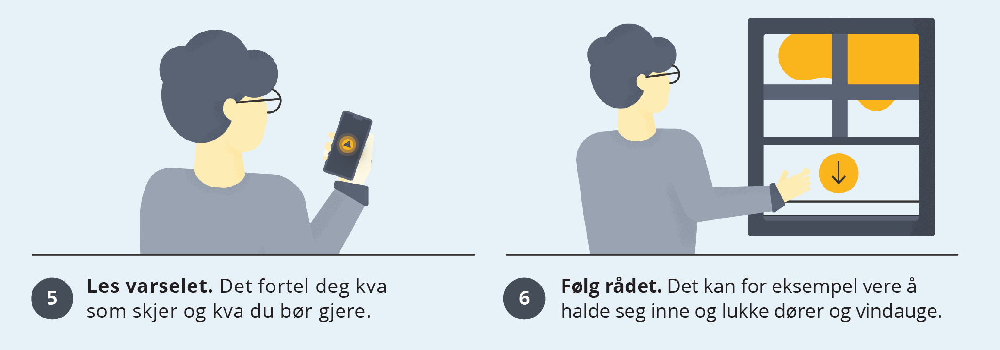 5
Les varselet. Det fortel deg kva
som skjer og kva du bør gjere.
6
Følg rådet. Det kan for eksempel vere å
halde seg inne og lukke dører og vindauge.